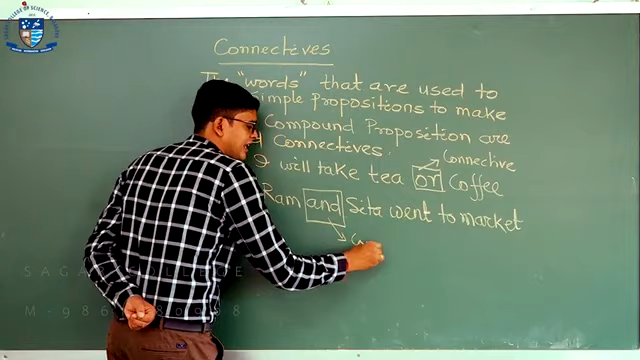 Connectives
The "words" that are used to
simple propositions to make
Compound Proposition are
Connectives.
I will take tea or Coffee
Connective
Ram and Sita went to market